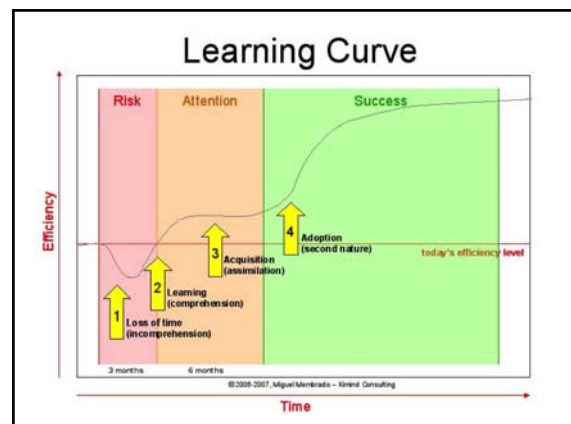 Learning Curve
Risk
Attention
Success
Efficiency
4
Adoption
(second nature)
today's efficiency level
3
Acquisition
(assimilation)
2
Learning
(comprehension)
1
Loss of time
(incomprehension)
3 months
6 months
©2006-2007, Miguel Membrado – Kimind Consulting
Time